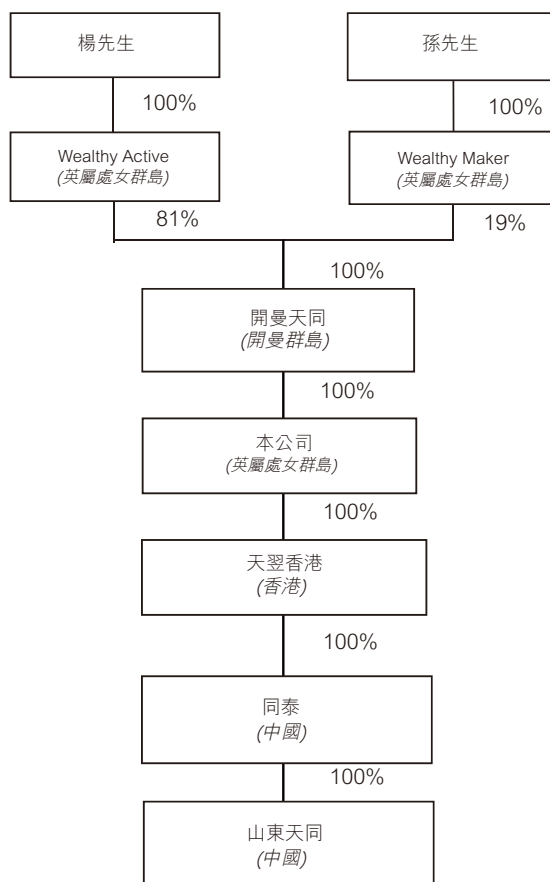 楊先生
孫先生
100%
100%
Wealthy Active
(英屬處女群島)
Wealthy Maker
(英屬處女群島)
81%
19%
100%
開曼天同
(開曼群島)
100%
本公司
(英屬處女群島)
100%
天翌香港
(香港)
100%
同泰
(中國)
100%
山東天同
(中國)